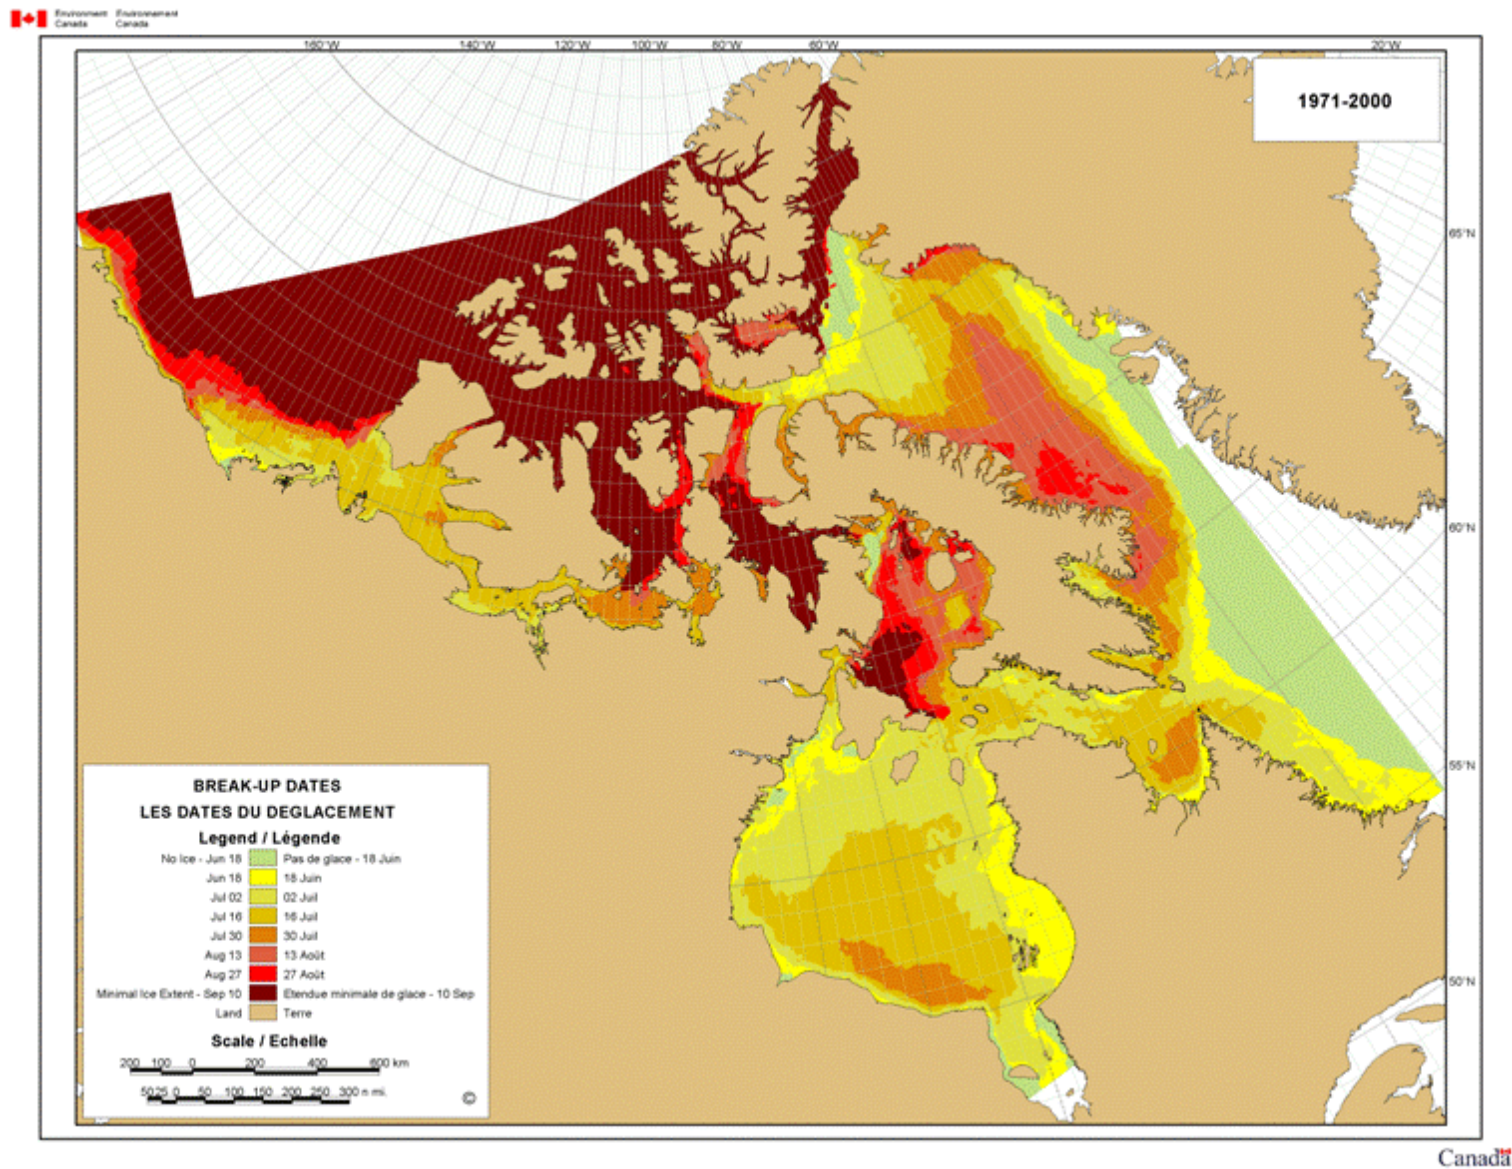 Environment Environnement
Canada Canada
160°W 140°W 120°W 100°W 80°W 60°W 20°W
1971-2000
65°N
60°N
55°N
50°N
BREAK-UP DATES
LES DATES DU DEGLACEMENT
Legend / Légende
No Ice - Jun 18 Pas de glace - 18 Juin
Jun 18 18 Juin
Jul 02 02 Juil
Jul 16 16 Juil
Jul 30 30 Juil
Aug 13 13 Août
Aug 27 27 Août
Minimal Ice Extent - Sep 10 Etendue minimale de glace - 10 Sep
Land Terre
Scale / Echelle
200 100 0 200 400 600 km
5025 0 50 100 150 200 250 300 n mi.
©
Canada